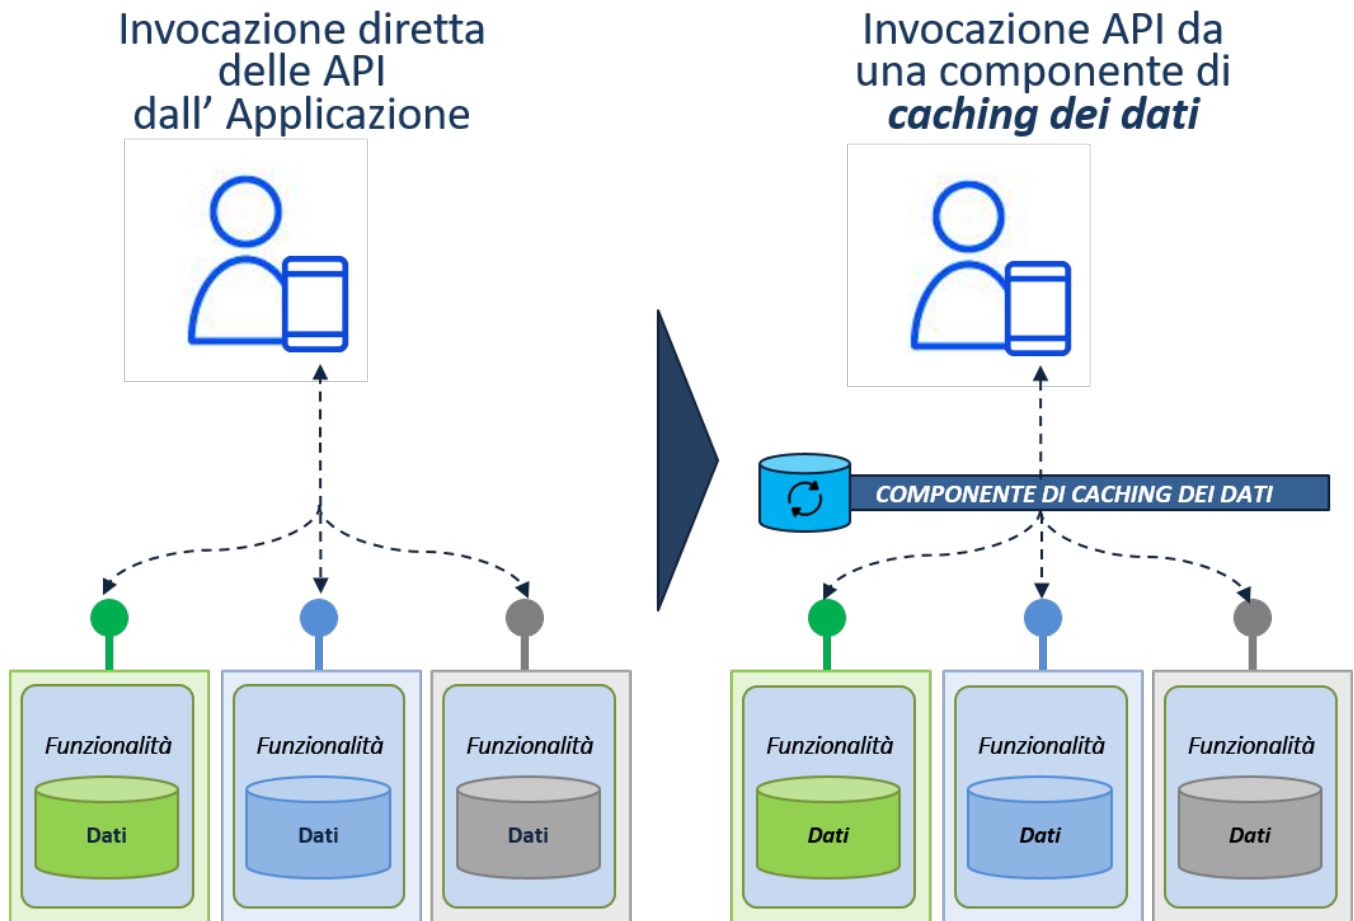 Invocazione diretta
delle API
dall’ Applicazione
Invocazione API da
una componente di
caching dei dati
COMPONENTE DI CACHING DEI DATI
Funzionalità
Funzionalità
Funzionalità
Dati
Dati
Dati
Funzionalità
Funzionalità
Funzionalità
Dati
Dati
Dati